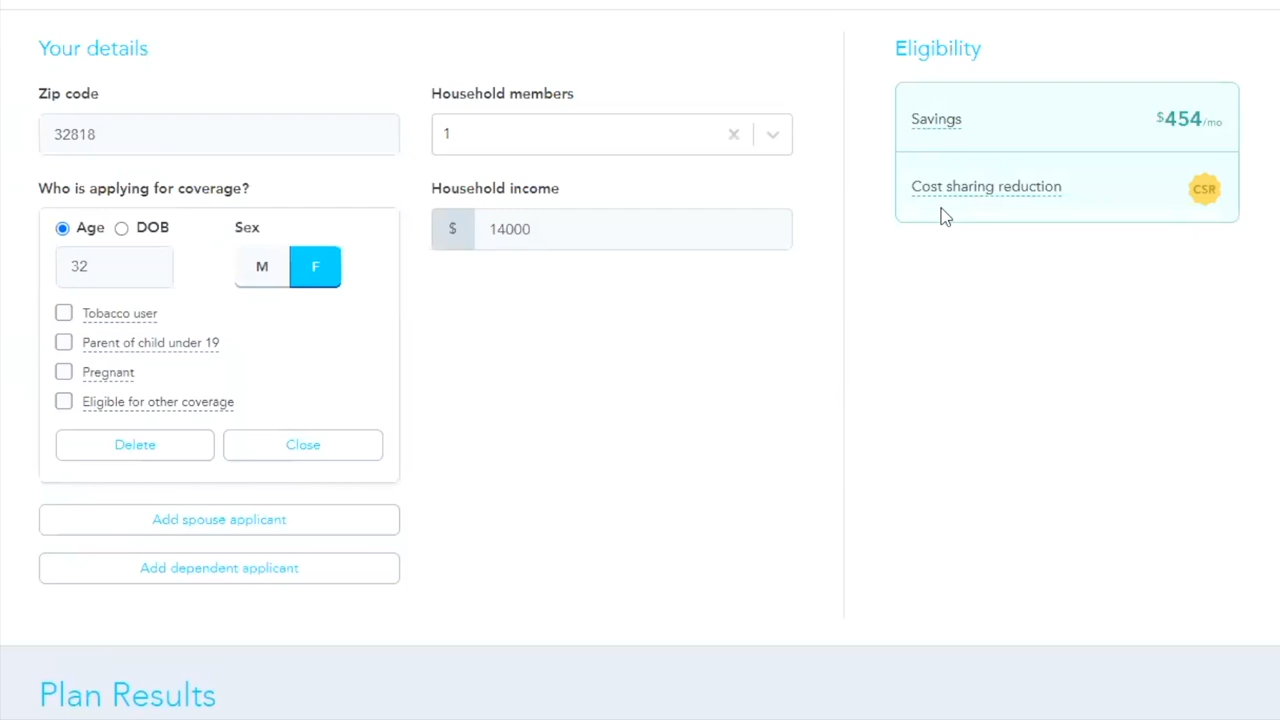 Your details
Zip code
32818
Who is applying for coverage?
Age DOB
Sex
32
M F
Tobacco user
Parent of child under 19
Pregnant
Eligible for other coverage
Delete Close
Add spouse applicant
Add dependent applicant
Household members
1
Household income
$ 14000
Eligibility
Savings $454/mo
Cost sharing reduction CSR
Plan Results